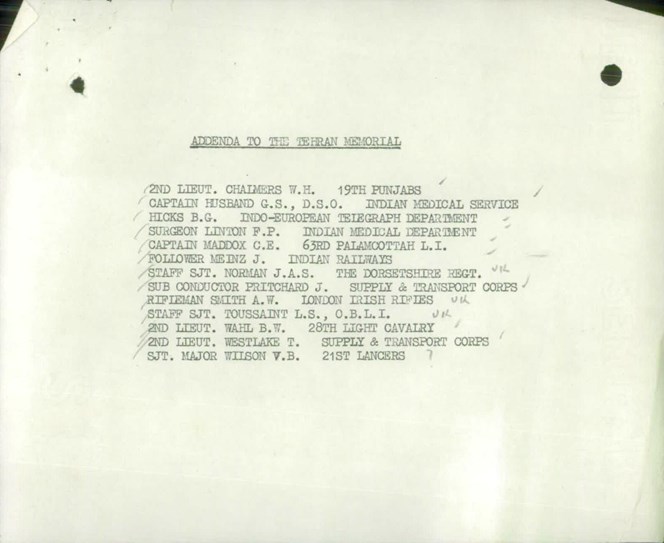 ADDENDA TO THE TEHRAN MEMORIAL
2ND LIEUT. CHALMERS W.H. 19TH PUNJABS
CAPTAIN HUSBAND G.S., D.S.O. INDIAN MEDICAL SERVICE
HICKS B.G. INDO-EUROPEAN TELEGRAPH DEPARTMENT
SURGEON LINTON F.P. INDIAN MEDICAL DEPARTMENT
CAPTAIN MADDOX C.E. 63RD PALAMCOTTAH L.I.
FOLLOWER MEINZ J. INDIAN RAILWAYS
STAFF SJT. NORMAN J.A.S. THE DORSETSHIRE REGT. UK
SUB CONDUCTOR PRITCHARD J. SUPPLY & TRANSPORT CORPS
RIFLEMAN SMITH A.W. LONDON IRISH RIFLES UK
STAFF SJT. TOUSSAINT L.S., O.B.L.I. UK
2ND LIEUT. WAHL B.W. 28TH LIGHT CAVALRY
2ND LIEUT. WESTLAKE T. SUPPLY & TRANSPORT CORPS
SJT. MAJOR WILSON V.B. 21ST LANCERS ?